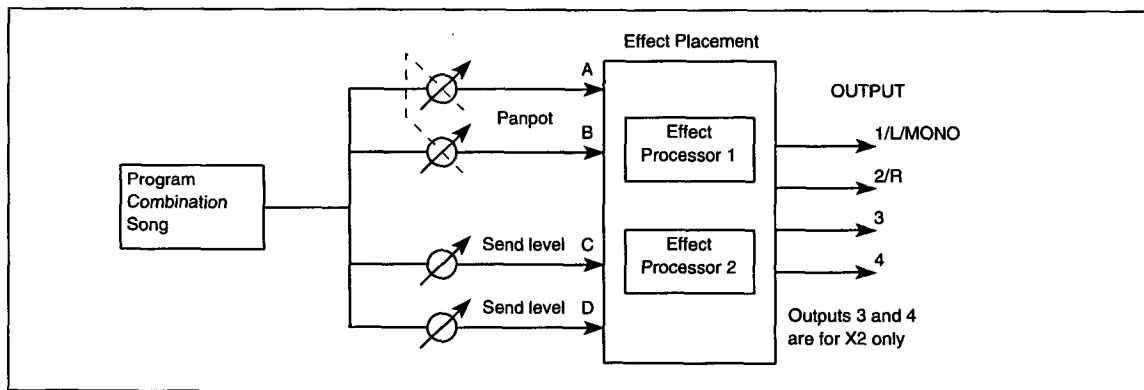 Effect Placement
A
OUTPUT
Panpot
B
Effect
Processor 1
1/L/MONO
2/R
Program
Combination
Song
3
Send level
C
Effect
Processor 2
4
Send level
D
Outputs 3 and 4
are for X2 only